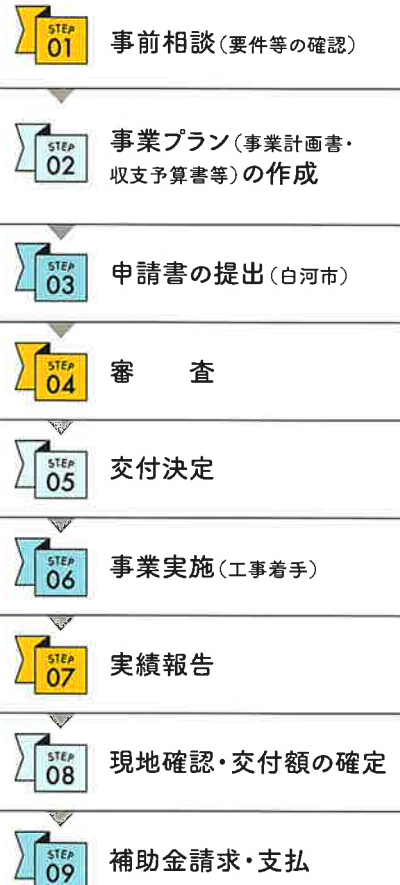 STEP
01
事前相談（要件等の確認）
STEP
02
事業プラン（事業計画書・
収支予算書等）の作成
STEP
03
申請書の提出（白河市）
STEP
04
審　査
STEP
05
交付決定
STEP
06
事業実施（工事着手）
STEP
07
実績報告
STEP
08
現地確認・交付額の確定
STEP
09
補助金請求・支払